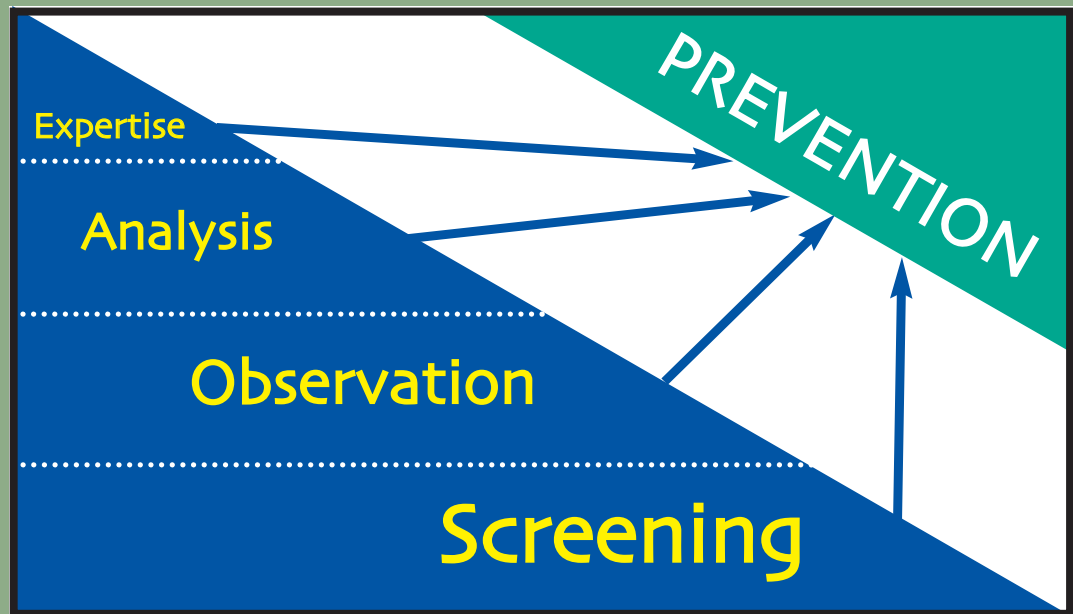 PREVENTION
Expertise
Analysis
Observation
Screening